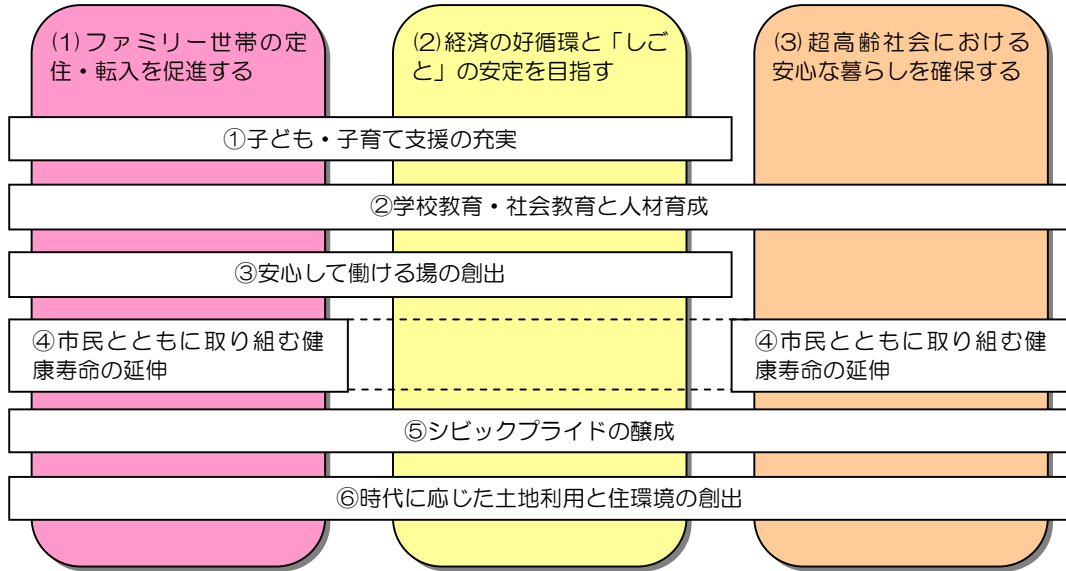 (1)ファミリー世帯の定
住・転入を促進する
(2)経済の好循環と「しご
と」の安定を目指す
(3)超高齢社会における
安心な暮らしを確保する
①子ども・子育て支援の充実
②学校教育・社会教育と人材育成
③安心して働ける場の創出
④市民とともに取り組む健
康寿命の延伸
④市民とともに取り組む健
康寿命の延伸
⑤シビックプライドの醸成
⑥時代に応じた土地利用と住環境の創出